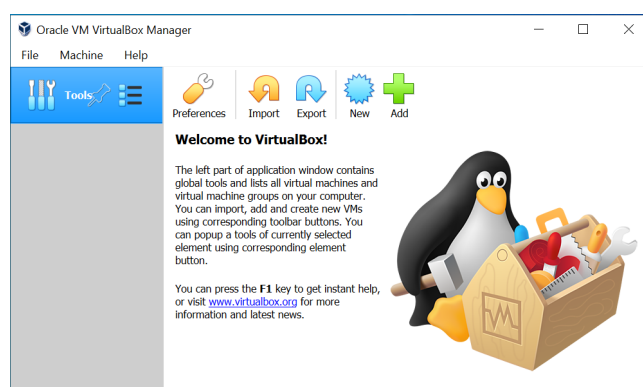 Oracle VM VirtualBox Manager
File Machine Help
Tools
Preferences Import Export New Add
Welcome to VirtualBox!
The left part of application window contains
global tools and lists all virtual machines and
virtual machine groups on your computer.
You can import, add and create new VMs
using corresponding toolbar buttons. You
can popup a tools of currently selected
element using corresponding element
button.
You can press the F1 key to get instant help,
or visit www.virtualbox.org for more
information and latest news.